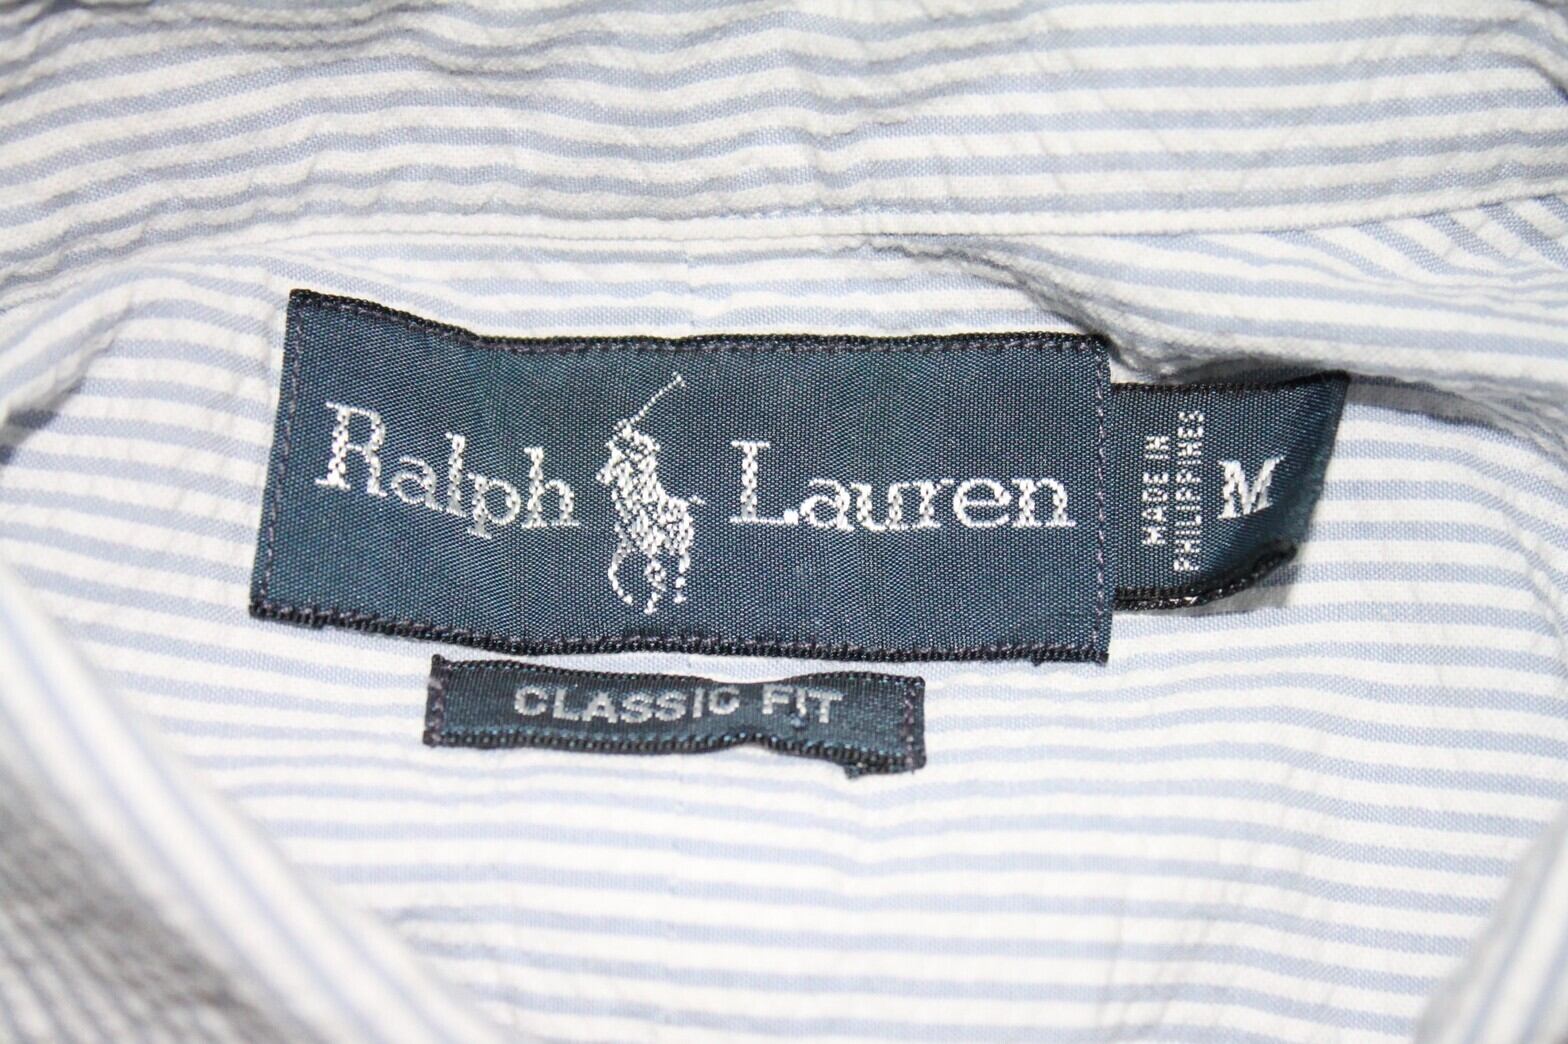 Ralph Lauren
MADE IN
PHILIPPINES
M
CLASSIC FIT